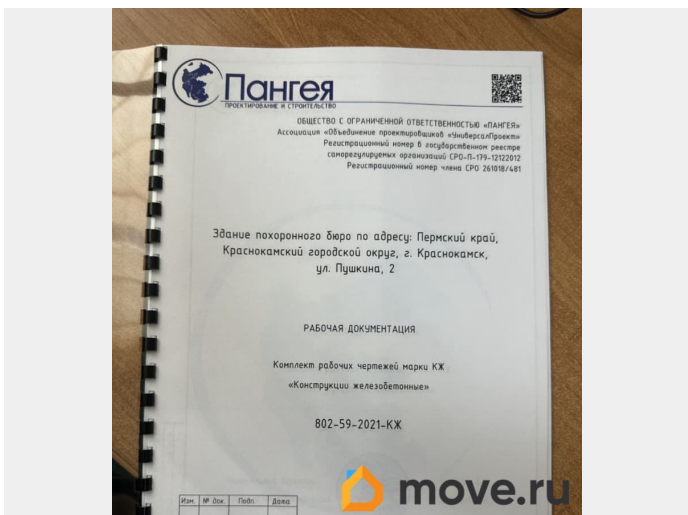 Пангея
ПРОЕКТИРОВАНИЕ И СТРОИТЕЛЬСТВО
ОБЩЕСТВО С ОГРАНИЧЕННОЙ ОТВЕТСТВЕННОСТЬЮ «ПАНГЕЯ»
Ассоциация «Объединение проектировщиков «УниверсалПроект»
Регистрационный номер в государственном реестре
саморегулируемых организаций СРО-П-179-12122012
Регистрационный номер члена СРО 261018/481
Здание похоронного бюро по адресу: Пермский край,
Краснокамский городской округ, г. Краснокамск,
ул. Пушкина, 2
РАБОЧАЯ ДОКУМЕНТАЦИЯ
Комплект рабочих чертежей марки КЖ
«Конструкции железобетонные»
802-59-2021-КЖ
Изм. № док. Подп. Дата
move.ru